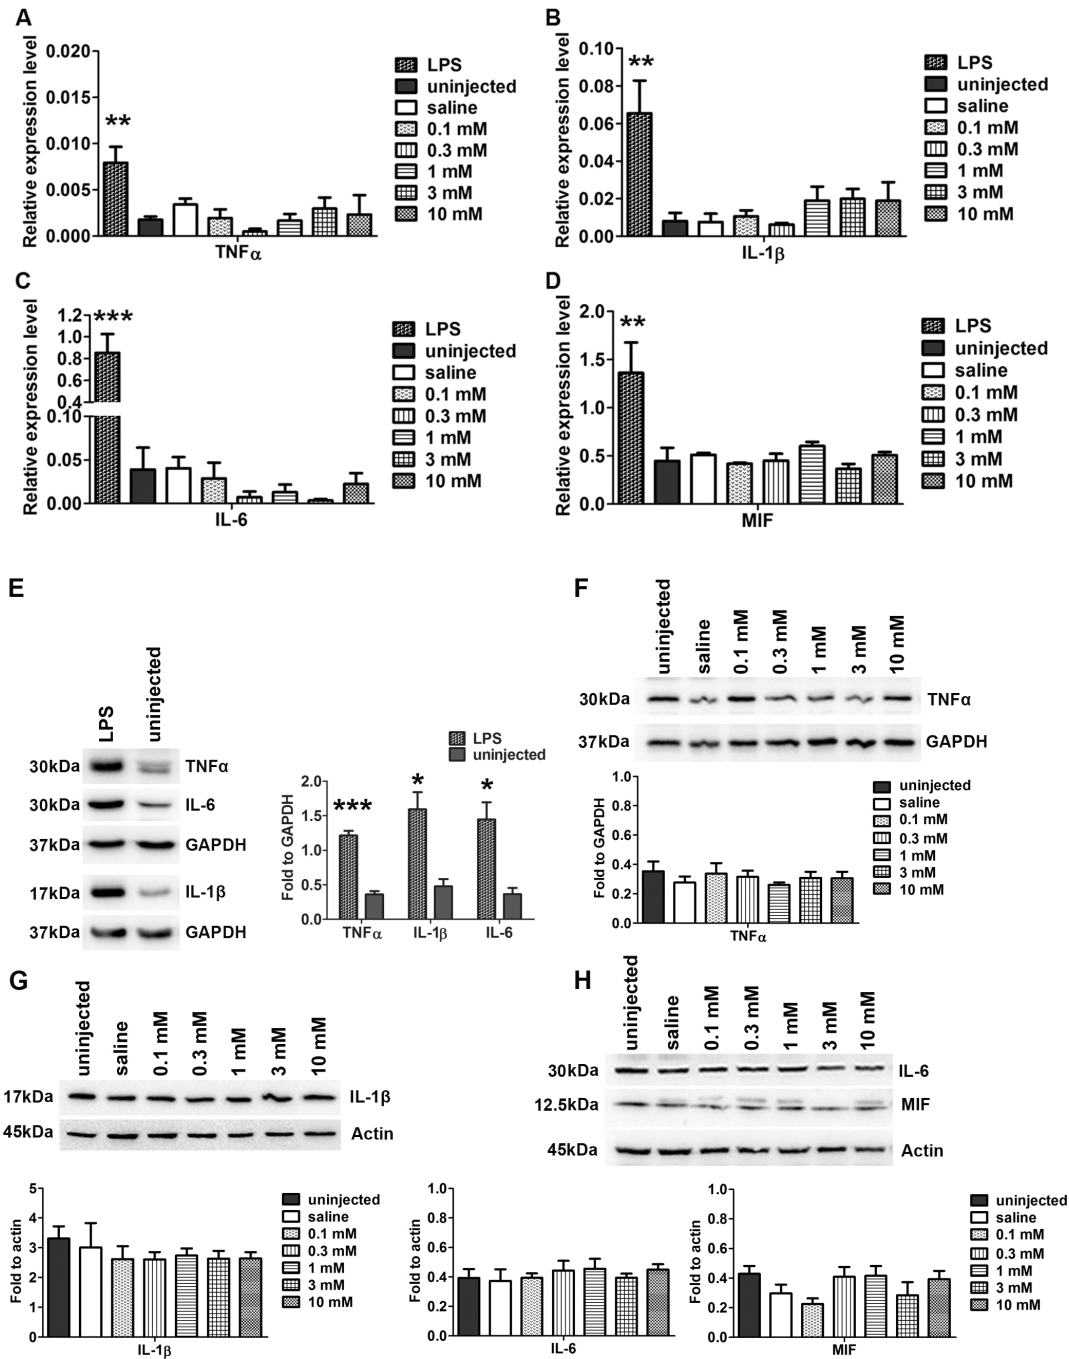 A
Relative expression level
0.020
0.015
0.010
0.005
0.000
**
TNFα
LPS
uninjected
saline
0.1 mM
0.3 mM
1 mM
3 mM
10 mM
B
Relative expression level
0.10
0.08
0.06
0.04
0.02
0.00
**
IL-1β
LPS
uninjected
saline
0.1 mM
0.3 mM
1 mM
3 mM
10 mM
C
Relative expression level
1.2
1.0
0.8
0.6
0.4
0.10
0.05
0.00
***
IL-6
LPS
uninjected
saline
0.1 mM
0.3 mM
1 mM
3 mM
10 mM
D
Relative expression level
2.0
1.5
1.0
0.5
0.0
**
MIF
LPS
uninjected
saline
0.1 mM
0.3 mM
1 mM
3 mM
10 mM
E
LPS
uninjected
30kDa TNFα
30kDa IL-6
37kDa GAPDH
17kDa IL-1β
37kDa GAPDH
LPS
uninjected
Fold to GAPDH
2.0
1.5
1.0
0.5
0.0
*** * *
TNFα IL-1β IL-6
F
uninjected
saline
0.1 mM
0.3 mM
1 mM
3 mM
10 mM
30kDa TNFα
37kDa GAPDH
Fold to GAPDH
1.0
0.8
0.6
0.4
0.2
0.0
TNFα
uninjected
saline
0.1 mM
0.3 mM
1 mM
3 mM
10 mM
G
uninjected
saline
0.1 mM
0.3 mM
1 mM
3 mM
10 mM
17kDa IL-1β
45kDa Actin
Fold to actin
5
4
3
2
1
0
IL-1β
uninjected
saline
0.1 mM
0.3 mM
1 mM
3 mM
10 mM
H
uninjected
saline
0.1 mM
0.3 mM
1 mM
3 mM
10 mM
30kDa IL-6
12.5kDa MIF
45kDa Actin
Fold to actin
1.0
0.8
0.6
0.4
0.2
0.0
IL-6
Fold to actin
1.0
0.8
0.6
0.4
0.2
0.0
MIF
uninjected
saline
0.1 mM
0.3 mM
1 mM
3 mM
10 mM